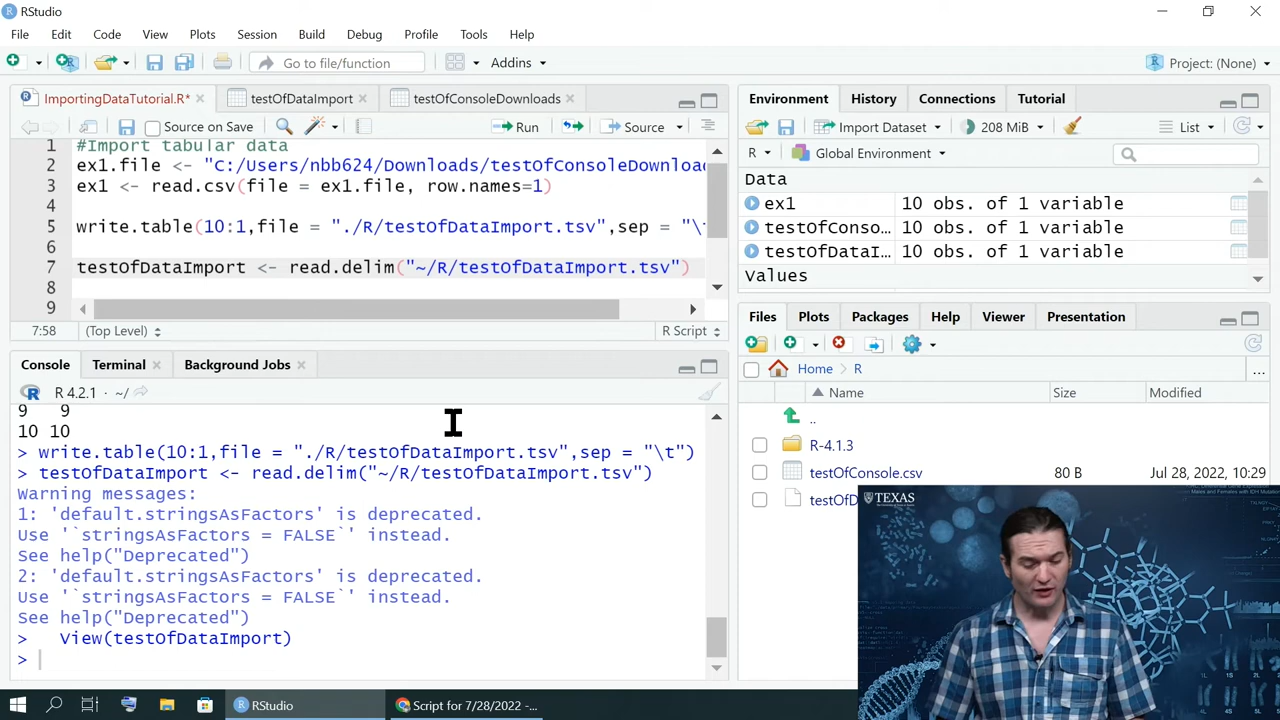 RStudio
File Edit Code View Plots Session Build Debug Profile Tools Help
Go to file/function Addins Project: (None)
ImportingDataTutorial.R* testOfDataImport testOfConsoleDownloads
Source on Save Run Source
1 #Import tabular data
2 ex1.file <- "C:/Users/nbb624/Downloads/testOfConsoleDownload
3 ex1 <- read.csv(file = ex1.file, row.names=1)
4
5 write.table(10:1,file = "./R/testOfDataImport.tsv",sep = "\t
6
7 testOfDataImport <- read.delim("~/R/testOfDataImport.tsv")
8
9
7:58 (Top Level) R Script
Console Terminal Background Jobs
R 4.2.1 · ~/
9 9
10 10
> write.table(10:1,file = "./R/testOfDataImport.tsv",sep = "\t")
> testOfDataImport <- read.delim("~/R/testOfDataImport.tsv")
Warning messages:
1: 'default.stringsAsFactors' is deprecated.
Use '`stringsAsFactors = FALSE`' instead.
See help("Deprecated")
2: 'default.stringsAsFactors' is deprecated.
Use '`stringsAsFactors = FALSE`' instead.
See help("Deprecated")
> View(testOfDataImport)
>
Environment History Connections Tutorial
Import Dataset 208 MiB List
R Global Environment
Data
ex1 10 obs. of 1 variable
testOfConso… 10 obs. of 1 variable
testOfDataI… 10 obs. of 1 variable
Values
Files Plots Packages Help Viewer Presentation
Home R ...
Name Size Modified
..
R-4.1.3
testOfConsole.csv 80 B Jul 28, 2022, 10:29
testOfD
TEXAS
RStudio Script for 7/28/2022 - ...